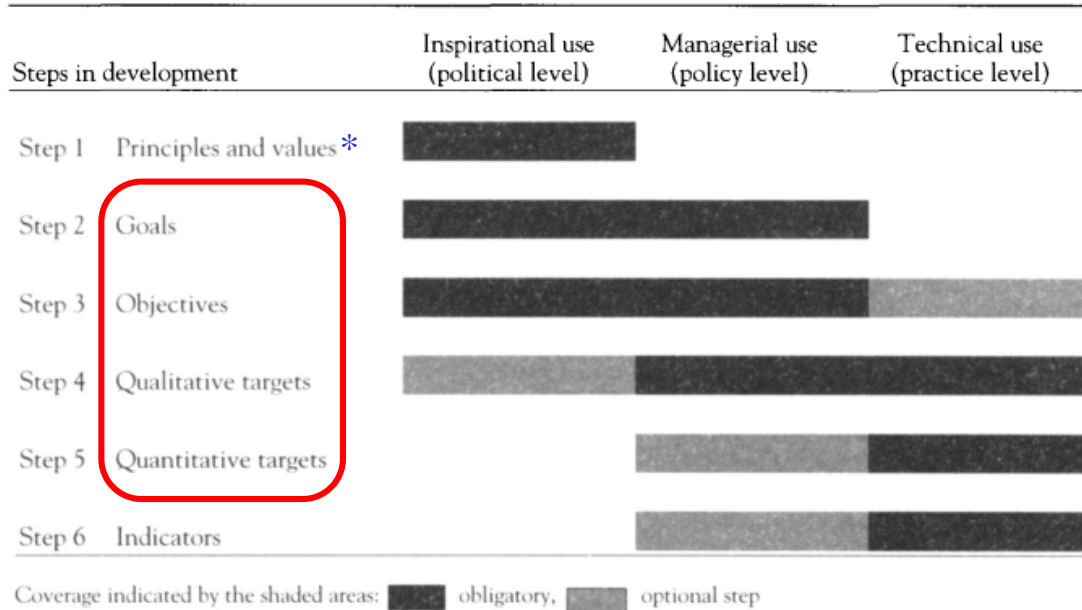 Steps in development Inspirational use (political level) Managerial use (policy level) Technical use (practice level)
Step 1 Principles and values *
Step 2 Goals
Step 3 Objectives
Step 4 Qualitative targets
Step 5 Quantitative targets
Step 6 Indicators
Coverage indicated by the shaded areas: obligatory, optional step